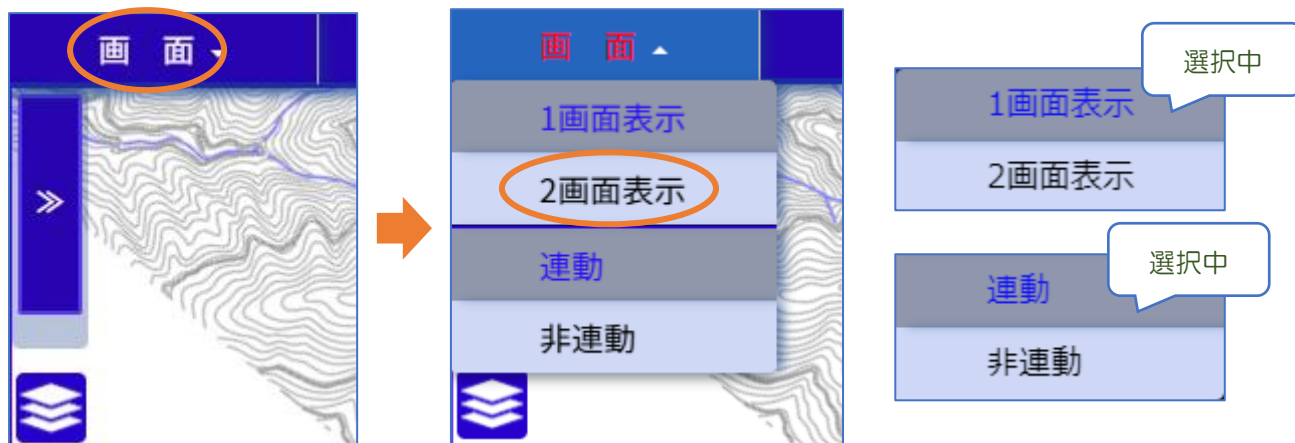 画 面
画 面
1画面表示
2画面表示
連動
非連動
選択中
1画面表示
2画面表示
選択中
連動
非連動